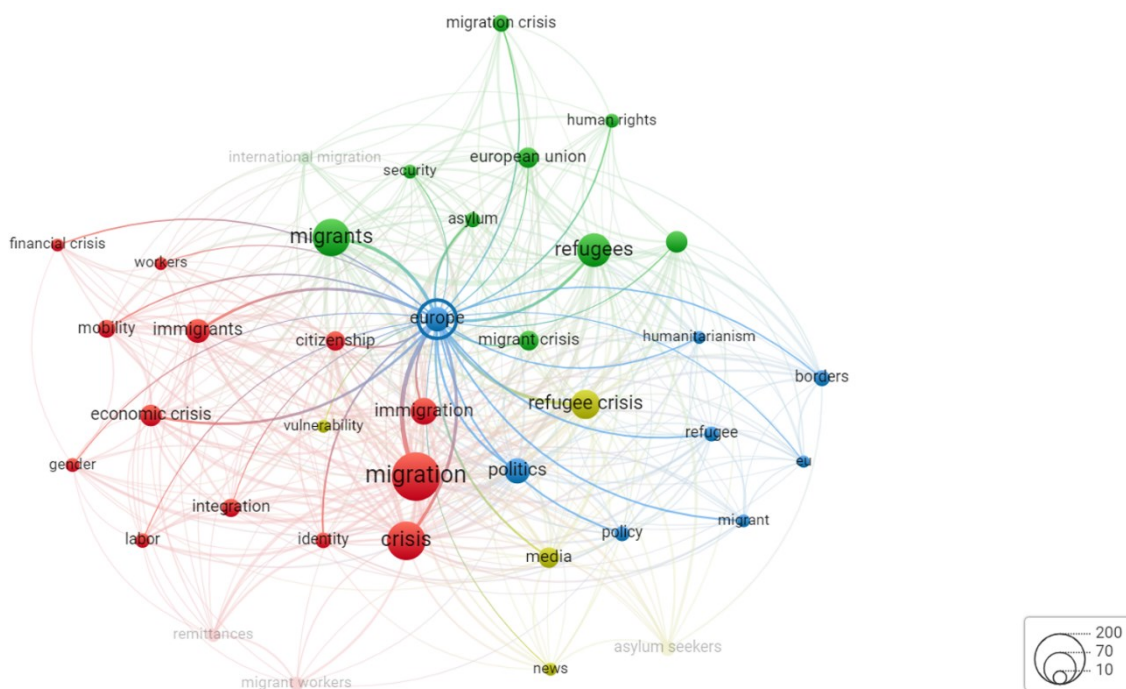 migration crisis
human rights
international migration
european union
security
asylum
migrants
refugees
financial crisis
workers
europe
mobility
immigrants
citizenship
migrant crisis
humanitarianism
borders
economic crisis
immigration
refugee crisis
vulnerability
refugee
gender
migration
politics
eu
integration
migrant
labor
identity
crisis
policy
media
remittances
asylum seekers
news
migrant workers
200
70
10